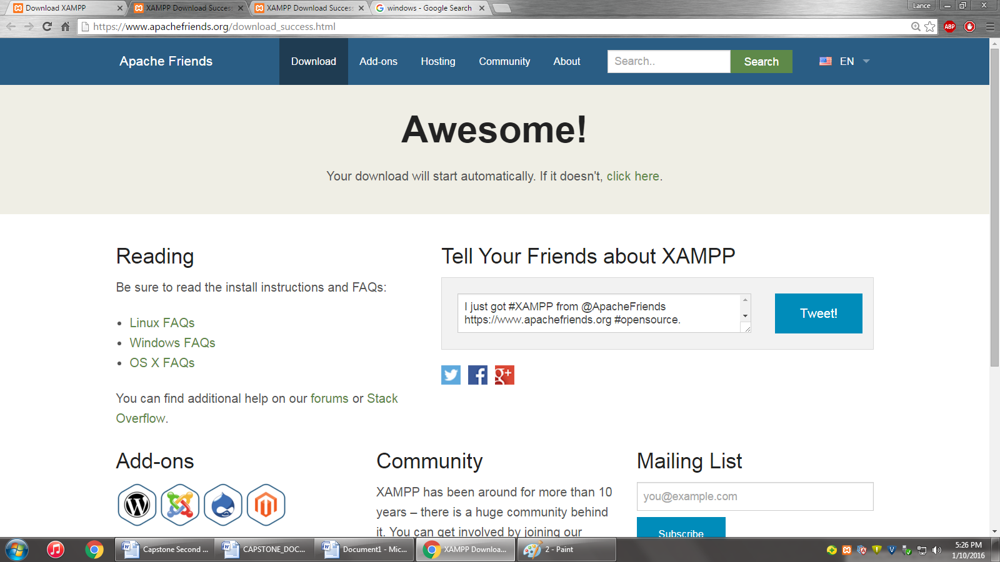 Download XAMPP
XAMPP Download Success
XAMPP Download Success
windows - Google Search
Lance
https://www.apachefriends.org/download_success.html
ABP
Apache Friends
Download
Add-ons
Hosting
Community
About
Search..
Search
EN
Awesome!
Your download will start automatically. If it doesn't, click here.
Reading
Be sure to read the install instructions and FAQs:
Linux FAQs
Windows FAQs
OS X FAQs
You can find additional help on our forums or Stack
Overflow.
Tell Your Friends about XAMPP
I just got #XAMPP from @ApacheFriends
https://www.apachefriends.org #opensource.
Tweet!
g+
Add-ons
Community
XAMPP has been around for more than 10
years – there is a huge community behind
it. You can get involved by joining our
Mailing List
you@example.com
Subscribe
Capstone Second ...
CAPSTONE_DOC...
Document1 - Mic...
XAMPP Downloa...
2 - Paint
5:26 PM
1/10/2016